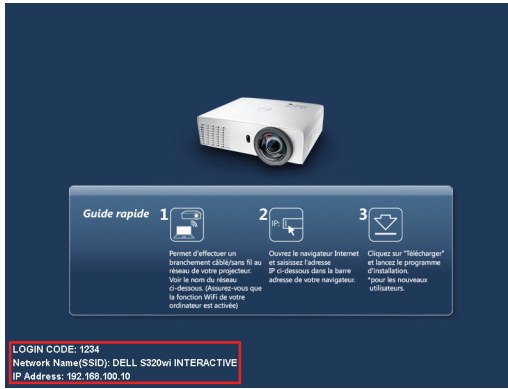 Guide rapide
1
Permet d'effectuer un
branchement câblé/sans fil au
réseau de votre projecteur.
Voir le nom du réseau
ci-dessous. (Assurez-vous que
la fonction WiFi de votre
ordinateur est activée)
2
IP:
Ouvrez le navigateur Internet
et saisissez l'adresse
IP ci-dessous dans la barre
adresse de votre navigateur.
3
Cliquez sur "Télécharger"
et lancez le programme
d'installation.
*pour les nouveaux
utilisateurs.
LOGIN CODE: 1234
Network Name(SSID): DELL S320wi INTERACTIVE
IP Address: 192.168.100.10